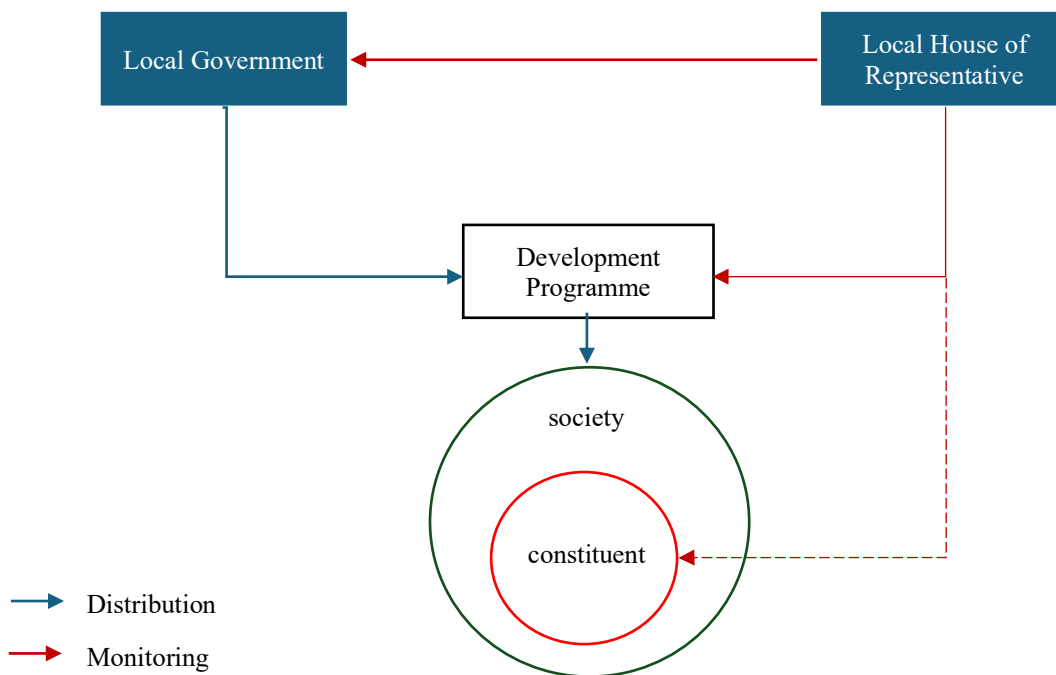 Local Government
Local House of
Representative
Development
Programme
society
constituent
Distribution
Monitoring